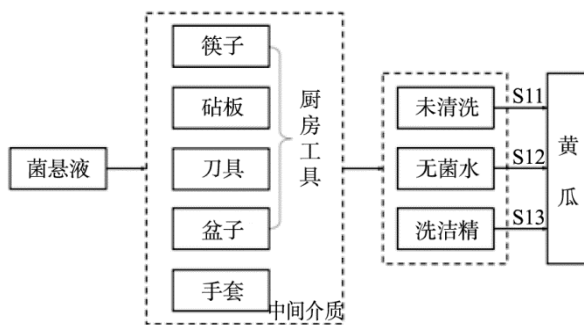 菌悬液
筷子
砧板
刀具
盆子
手套
厨房工具
中间介质
未清洗
无菌水
洗洁精
S11
S12
S13
黄瓜